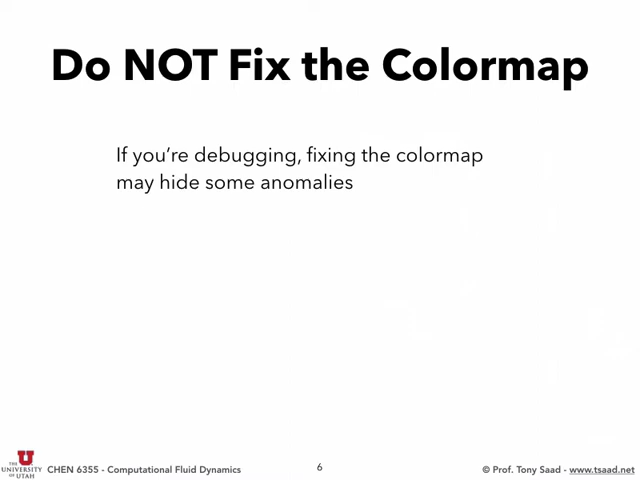 Do NOT Fix the Colormap
If you're debugging, fixing the colormap
may hide some anomalies
THE
UNIVERSITY
OF UTAH
CHEN 6355 - Computational Fluid Dynamics
6
© Prof. Tony Saad - www.tsaad.net